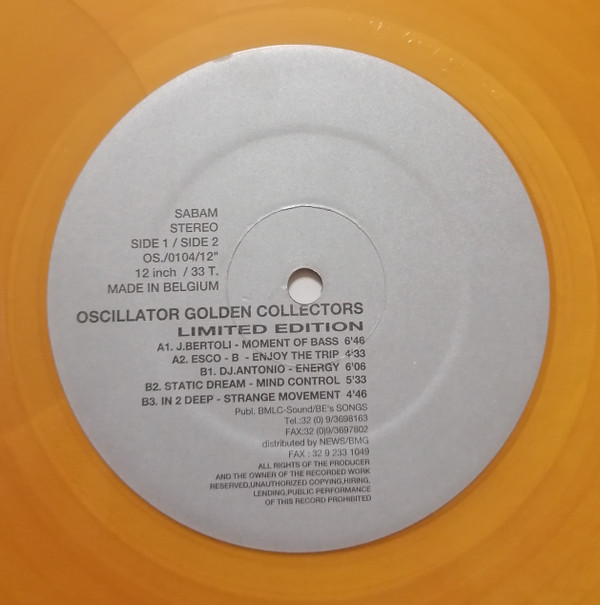 SABAM
STEREO
SIDE 1 / SIDE 2
OS./0104/12"
12 inch / 33 T.
MADE IN BELGIUM
OSCILLATOR GOLDEN COLLECTORS
LIMITED EDITION
A1. J.BERTOLI - MOMENT OF BASS 6'46
A2. ESCO - B - ENJOY THE TRIP 4'33
B1. DJ.ANTONIO - ENERGY 6'06
B2. STATIC DREAM - MIND CONTROL 5'33
B3. IN 2 DEEP - STRANGE MOVEMENT 4'46
Publ. BMLC-Sound/BE's SONGS
Tel.:32 (0) 9/3698163
FAX:32 (0)9/3697802
distributed by NEWS/BMG
FAX : 32 9 233 1049
ALL RIGHTS OF THE PRODUCER
AND THE OWNER OF THE RECORDED WORK
RESERVED,UNAUTHORIZED COPYING,HIRING,
LENDING,PUBLIC PERFORMANCE
OF THIS RECORD PROHIBITED